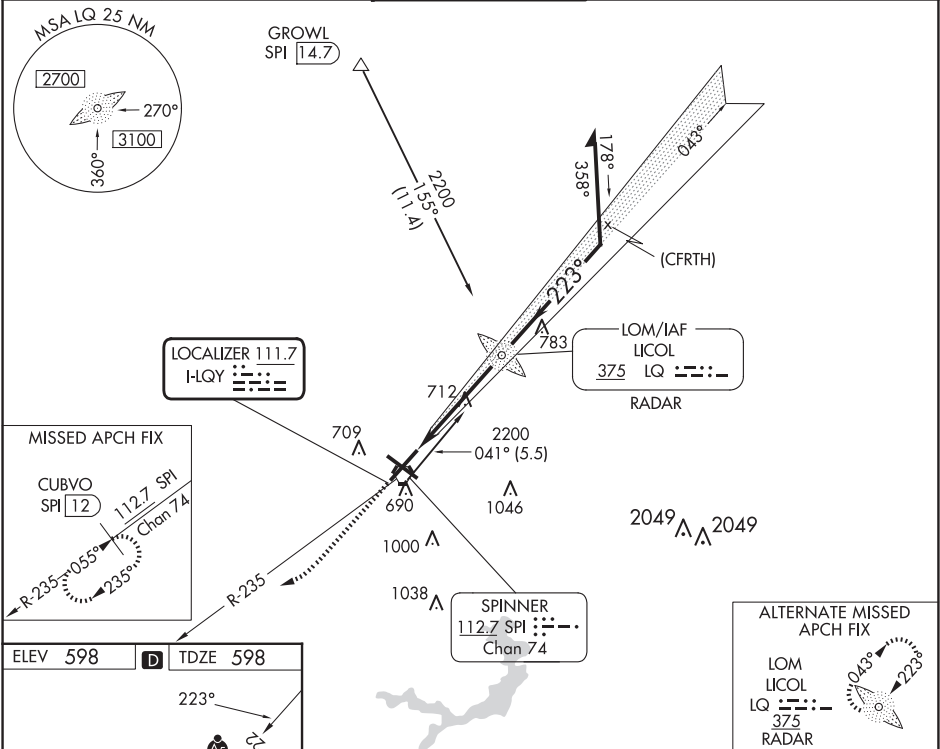 MSA LQ 25 NM
2700
270°
3100
360°
GROWL
SPI 14.7
2200
155°
(11.4)
178°
358°
043°
223°
(CFRTH)
783
LOM/IAF
LICOL
375 LQ
RADAR
LOCALIZER 111.7
I-LQY
712
709
2200
041° (5.5)
690
1046
1000
1038
2049
2049
R-235
MISSED APCH FIX
CUBVO
SPI 12
112.7 SPI
Chan 74
R-235
055°
235°
SPINNER
112.7 SPI
Chan 74
ELEV 598 D TDZE 598
223°
22
ALTERNATE MISSED
APCH FIX
LOM
LICOL
LQ
375
RADAR
043°
223°